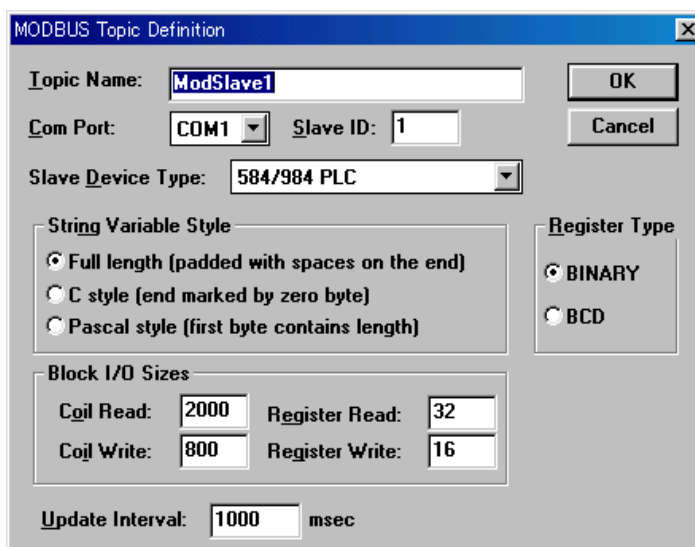 MODBUS Topic Definition
Topic Name: ModSlave1 OK
Com Port: COM1 Slave ID: 1 Cancel
Slave Device Type: 584/984 PLC
String Variable Style Register Type
Full length (padded with spaces on the end) BINARY
C style (end marked by zero byte) BCD
Pascal style (first byte contains length)
Block I/O Sizes
Coil Read: 2000 Register Read: 32
Coil Write: 800 Register Write: 16
Update Interval: 1000 msec